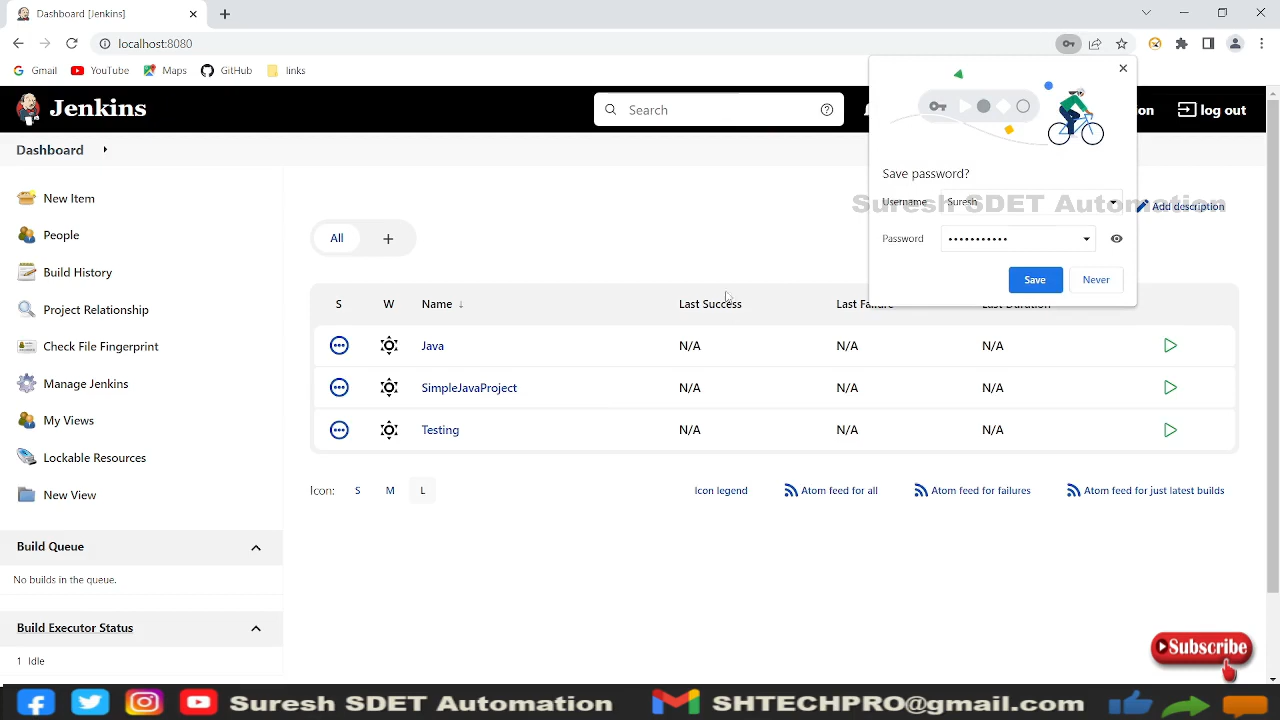 Dashboard [Jenkins]
localhost:8080
Gmail
YouTube
Maps
GitHub
links
Jenkins
Search
on
log out
Dashboard
Save password?
Username
Suresh
Suresh SDET Automation
Add description
Password
Save
Never
New Item
People
Build History
Project Relationship
Check File Fingerprint
Manage Jenkins
My Views
Lockable Resources
New View
Build Queue
No builds in the queue.
Build Executor Status
1 Idle
All
S W Name ↓ Last Success Last Failure Last Duration
Java N/A N/A N/A
SimpleJavaProject N/A N/A N/A
Testing N/A N/A N/A
Icon: S M L
Icon legend
Atom feed for all
Atom feed for failures
Atom feed for just latest builds
Subscribe
Suresh SDET Automation
SHTECHPRO@gmail.com